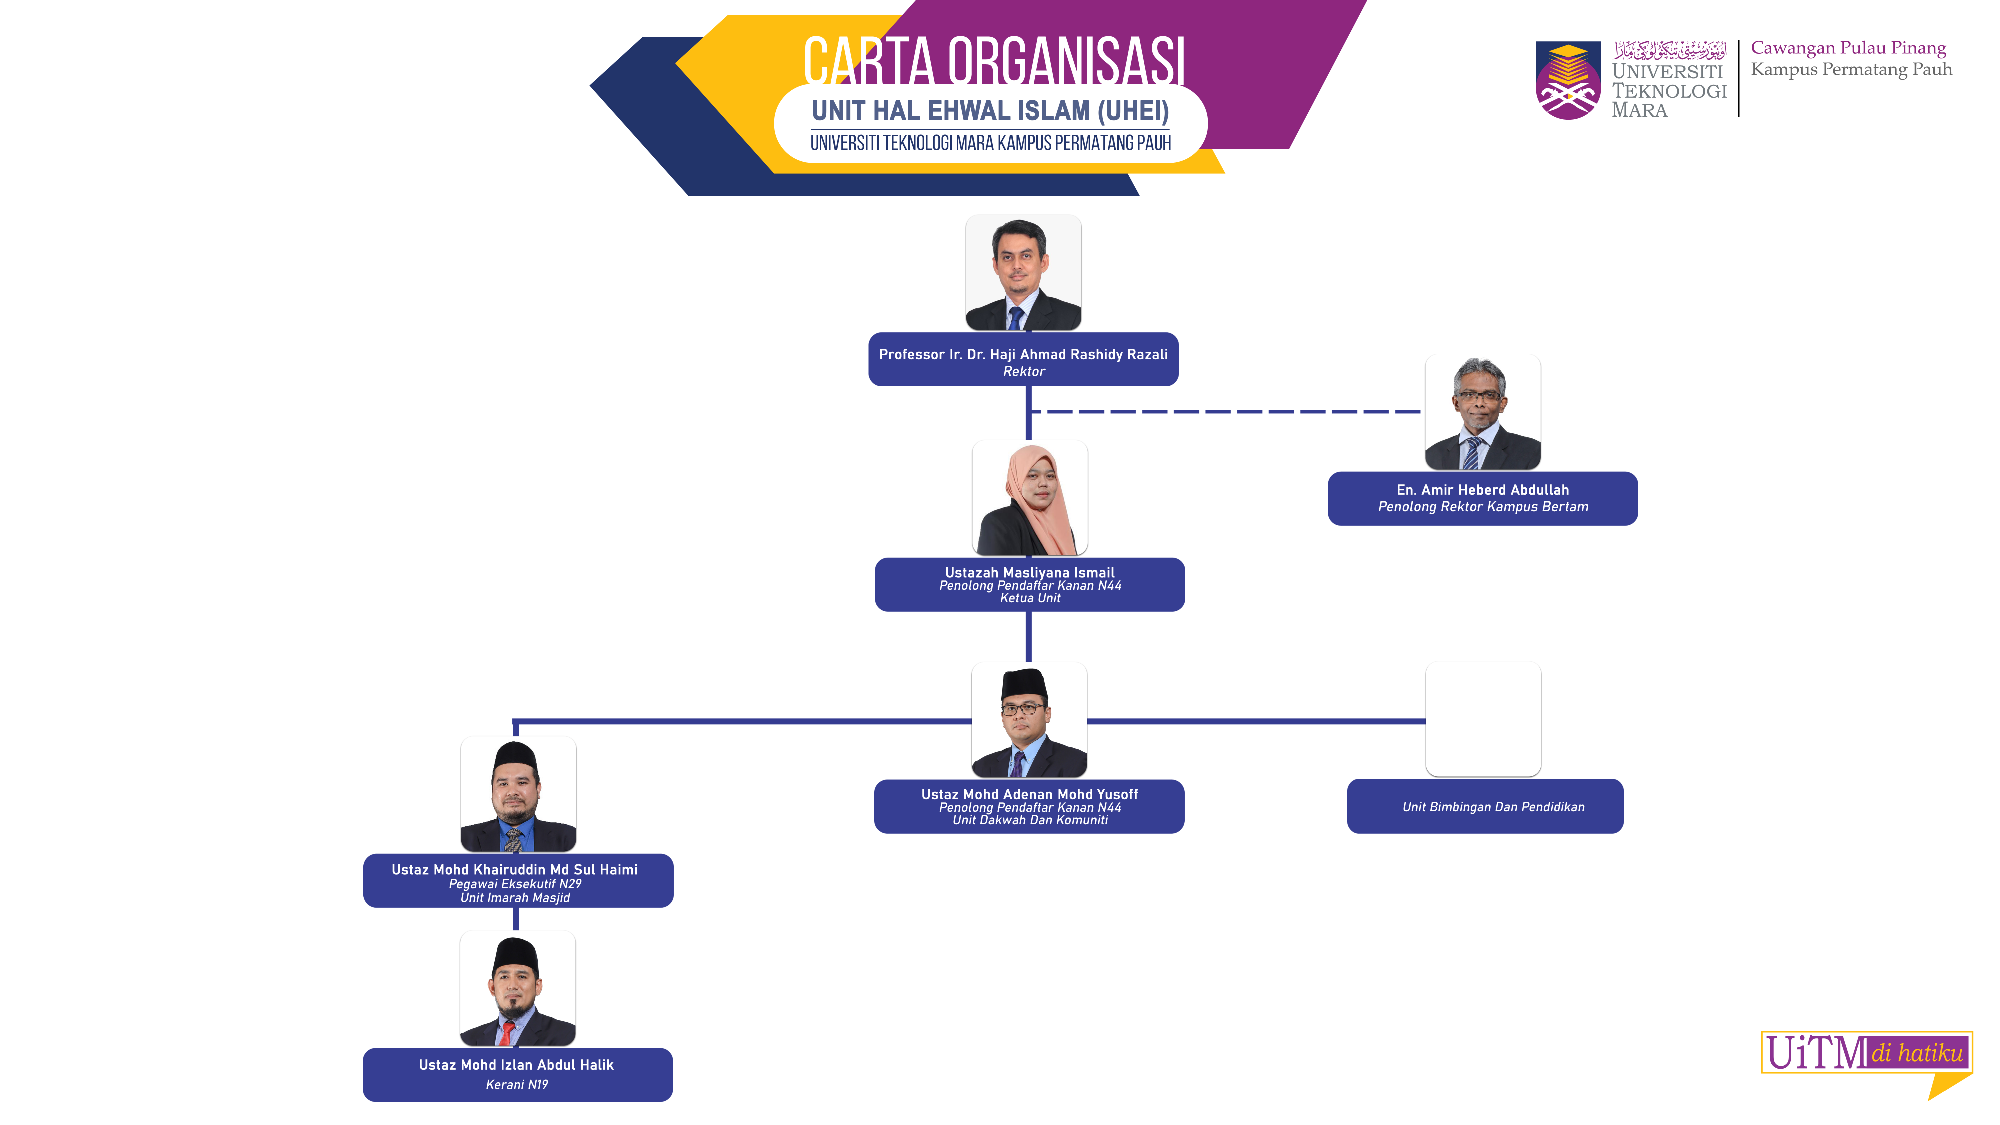 CARTA ORGANISASI
UNIT HAL EHWAL ISLAM (UHEI)
UNIVERSITI TEKNOLOGI MARA KAMPUS PERMATANG PAUH
UNIVERSITI
TEKNOLOGI
MARA
Cawangan Pulau Pinang
Kampus Permatang Pauh
Professor Ir. Dr. Haji Ahmad Rashidy Razali
Rektor
En. Amir Heberd Abdullah
Penolong Rektor Kampus Bertam
Ustazah Masliyana Ismail
Penolong Pendaftar Kanan N44
Ketua Unit
Ustaz Mohd Adenan Mohd Yusoff
Penolong Pendaftar Kanan N44
Unit Dakwah Dan Komuniti
Unit Bimbingan Dan Pendidikan
Ustaz Mohd Khairuddin Md Sul Haimi
Pegawai Eksekutif N29
Unit Imarah Masjid
Ustaz Mohd Izlan Abdul Halik
Kerani N19
UiTM di hatiku